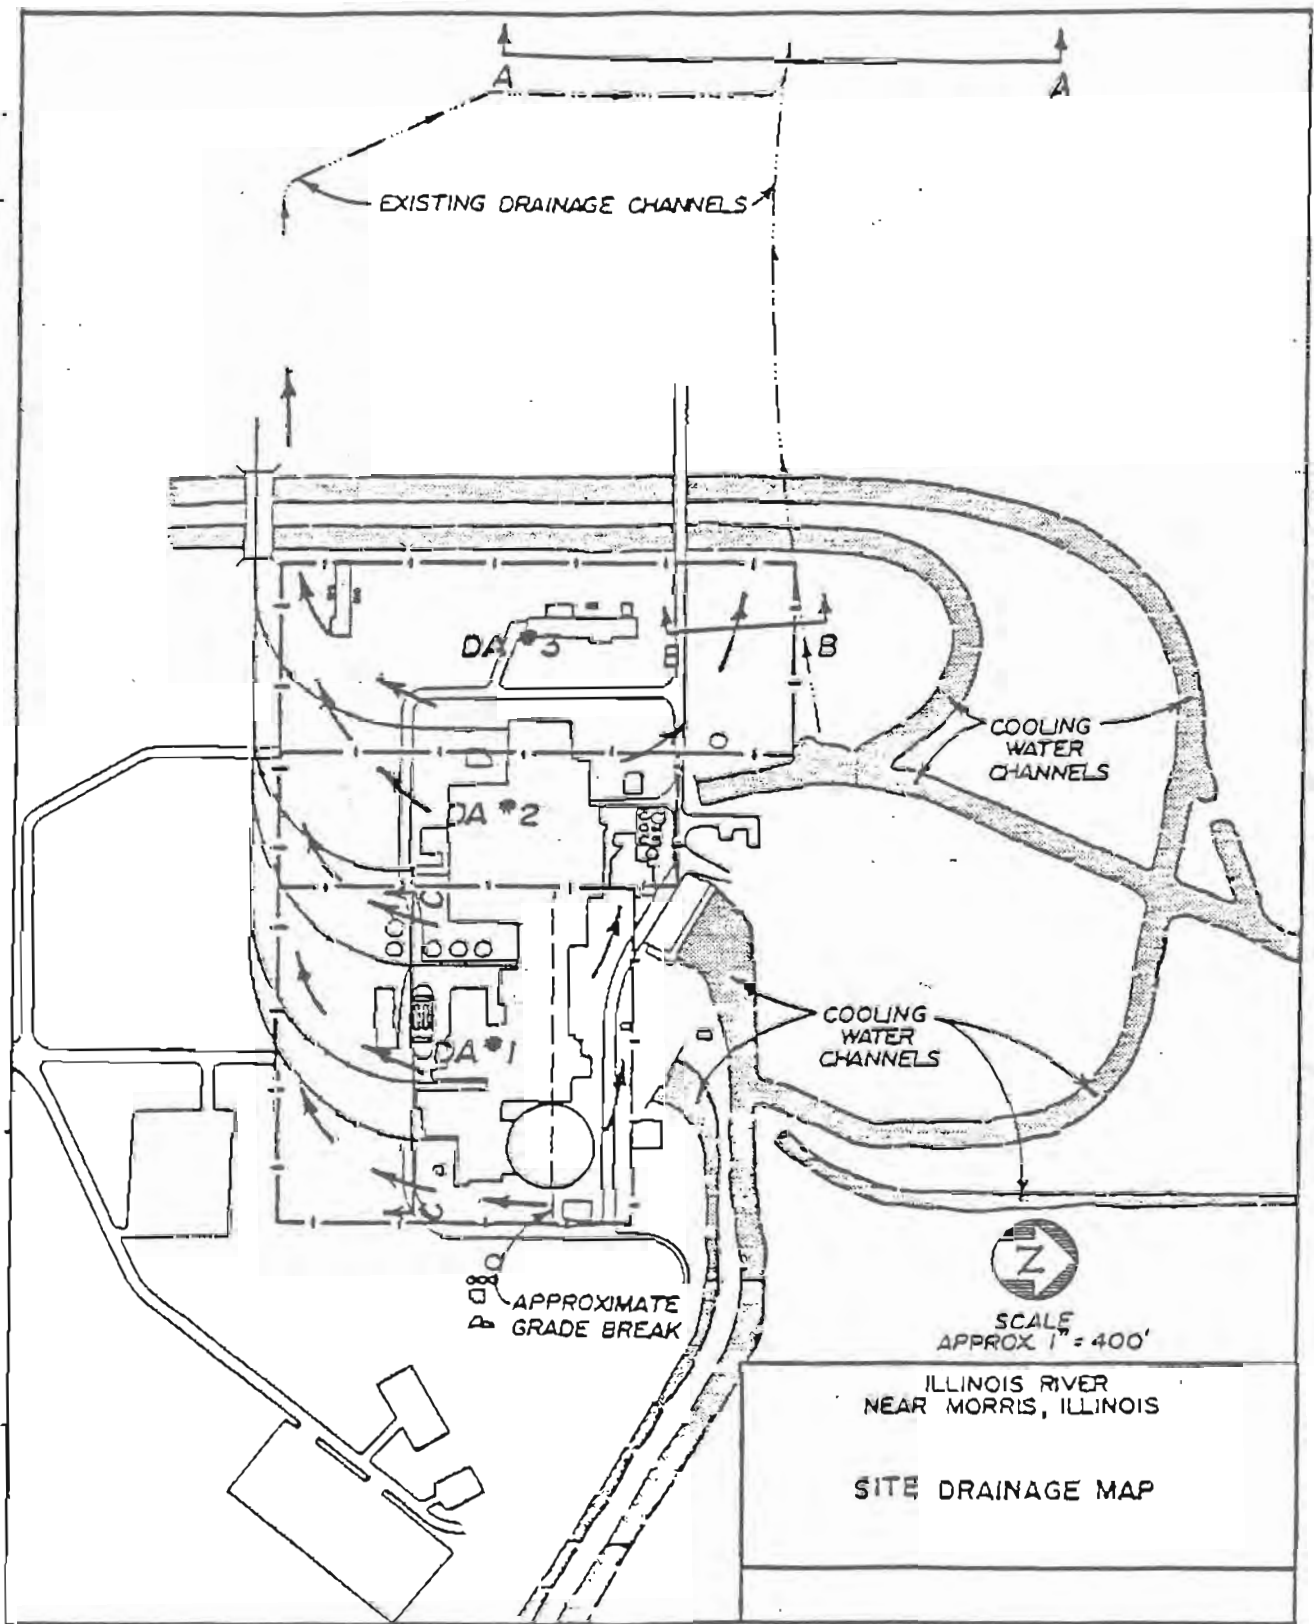 A
A
EXISTING DRAINAGE CHANNELS
DA #3
B
B
COOLING
WATER
CHANNELS
DA #2
C
COOLING
WATER
CHANNELS
DA #1
C
APPROXIMATE
GRADE BREAK
N
SCALE
APPROX 1" = 400'
ILLINOIS RIVER
NEAR MORRIS, ILLINOIS
SITE DRAINAGE MAP